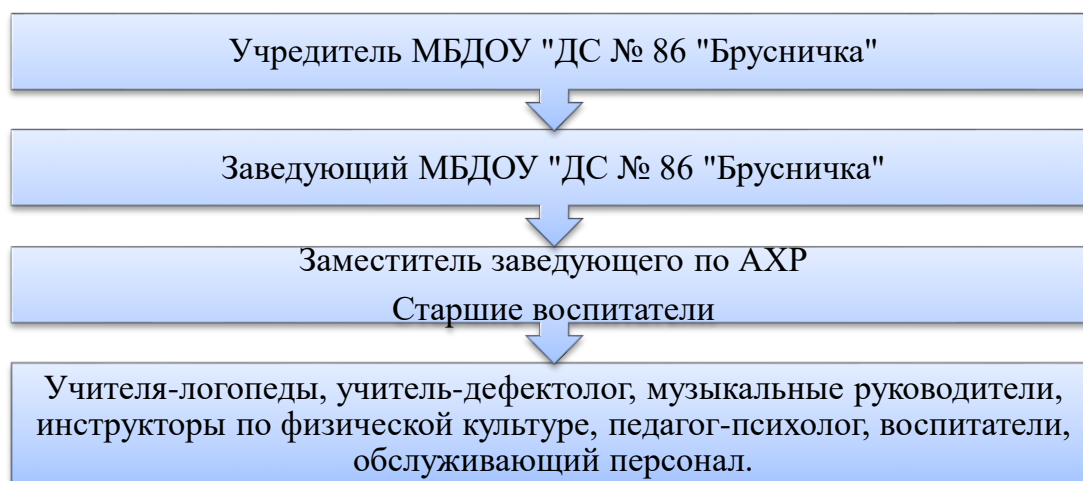 Учредитель МБДОУ "ДС № 86 "Брусничка"
Заведующий МБДОУ "ДС № 86 "Брусничка"
Заместитель заведующего по АХР
Старшие воспитатели
Учителя-логопеды, учитель-дефектолог, музыкальные руководители,
инструкторы по физической культуре, педагог-психолог, воспитатели,
обслуживающий персонал.